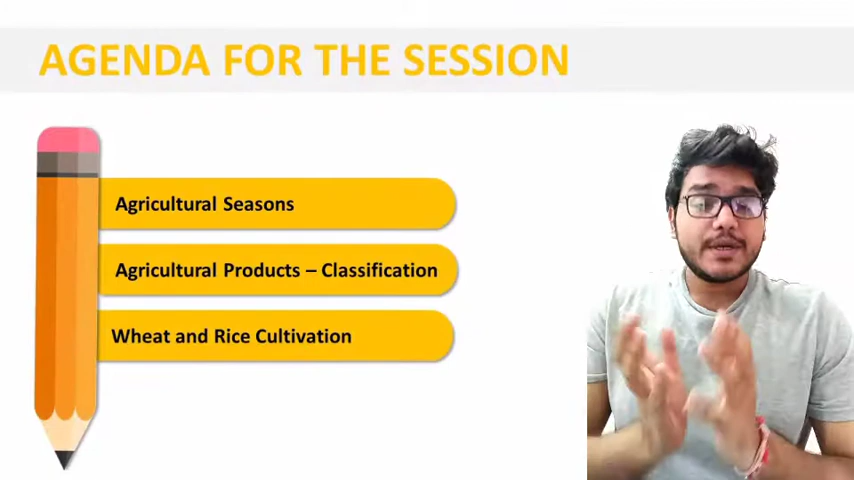 AGENDA FOR THE SESSION
Agricultural Seasons
Agricultural Products – Classification
Wheat and Rice Cultivation